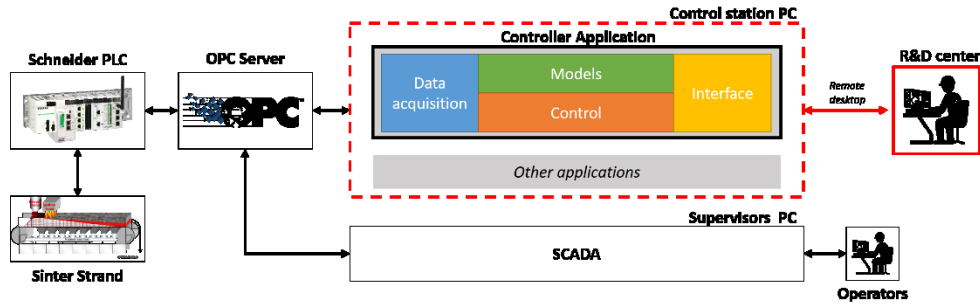 Control station PC
Controller Application
Schneider PLC
OPC Server
R&D center
Data
acquisition
Models
Control
Interface
Remote
desktop
OPC
Other applications
Supervisors PC
Sinter Strand
SCADA
Operators